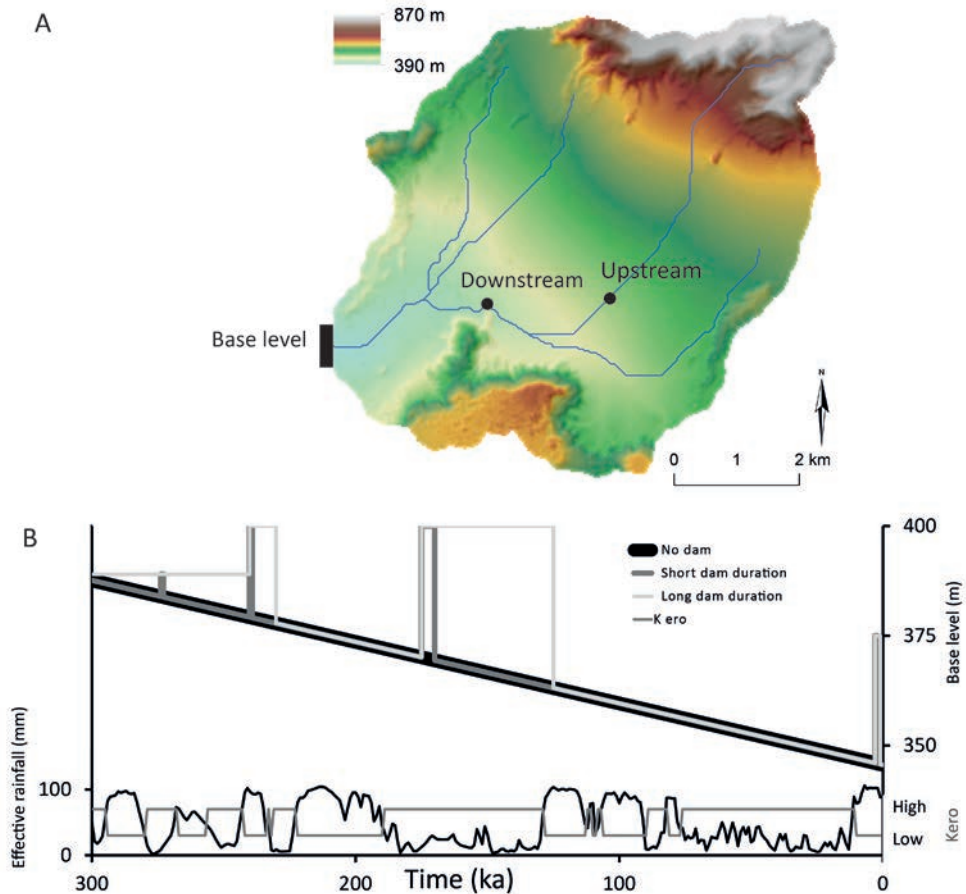 A
870 m
390 m
Downstream
Upstream
Base level
N
0 1 2 km
B
400
No dam
Short dam duration
Long dam duration
K ero
375
350
Base level (m)
Effective rainfall (mm)
100
0
High
Low
Kero
300 200 100 0
Time (ka)